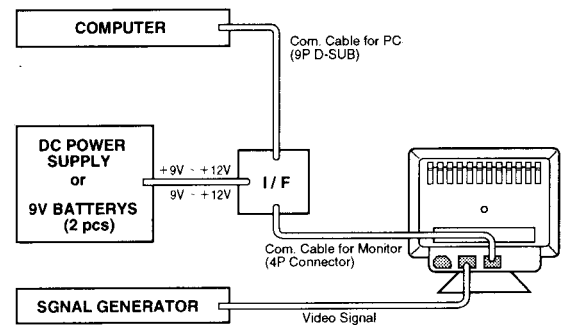 COMPUTER
Com. Cable for PC
(9P D-SUB)
DC POWER
SUPPLY
or
9V BATTERYS
(2 pcs)
+9V ~ +12V
9V ~ +12V
I / F
Com. Cable for Monitor
(4P Connector)
SGNAL GENERATOR
Video Signal